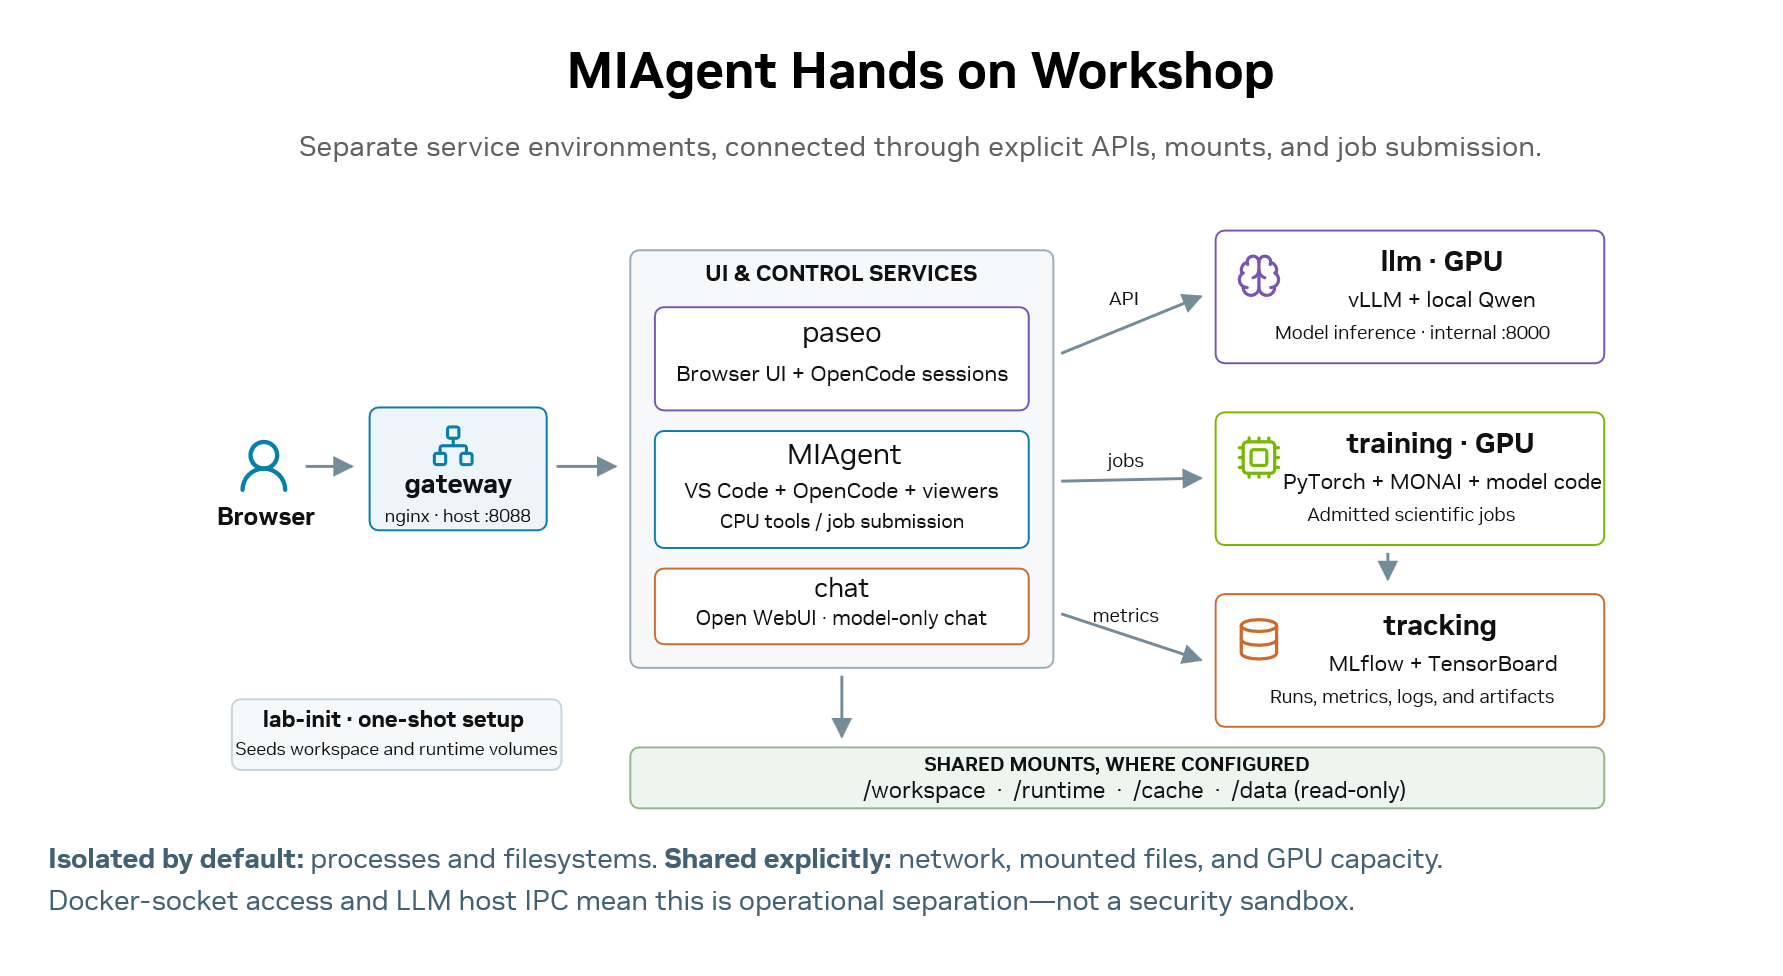 MIAgent Hands on Workshop
Separate service environments, connected through explicit APIs, mounts, and job submission.
Browser
gateway
nginx · host :8088
UI & CONTROL SERVICES
paseo
Browser UI + OpenCode sessions
MIAgent
VS Code + OpenCode + viewers
CPU tools / job submission
chat
Open WebUI · model-only chat
API
jobs
metrics
llm · GPU
vLLM + local Qwen
Model inference · internal :8000
training · GPU
PyTorch + MONAI + model code
Admitted scientific jobs
tracking
MLflow + TensorBoard
Runs, metrics, logs, and artifacts
lab-init · one-shot setup
Seeds workspace and runtime volumes
SHARED MOUNTS, WHERE CONFIGURED
/workspace · /runtime · /cache · /data (read-only)
Isolated by default: processes and filesystems. Shared explicitly: network, mounted files, and GPU capacity.
Docker-socket access and LLM host IPC mean this is operational separation—not a security sandbox.